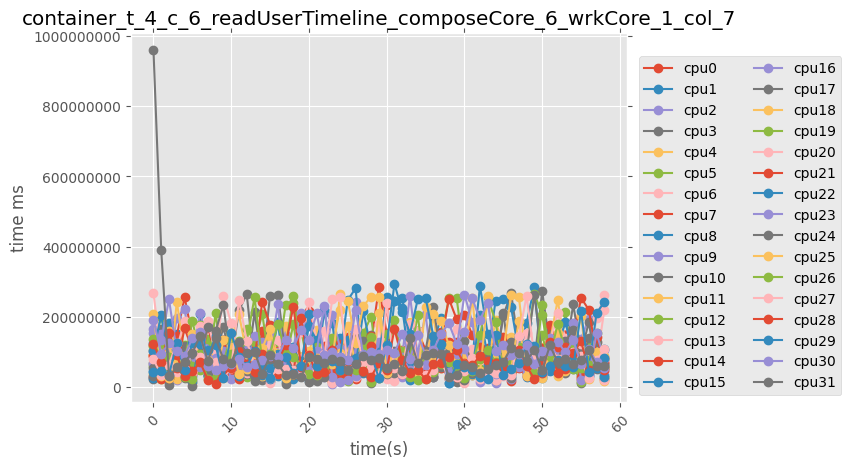 container_t_4_c_6_readUserTimeline_composeCore_6_wrkCore_1_col_7
time ms
1000000000
800000000
600000000
400000000
200000000
0
0 10 20 30 40 50 60
time(s)
cpu0 cpu16
cpu1 cpu17
cpu2 cpu18
cpu3 cpu19
cpu4 cpu20
cpu5 cpu21
cpu6 cpu22
cpu7 cpu23
cpu8 cpu24
cpu9 cpu25
cpu10 cpu26
cpu11 cpu27
cpu12 cpu28
cpu13 cpu29
cpu14 cpu30
cpu15 cpu31